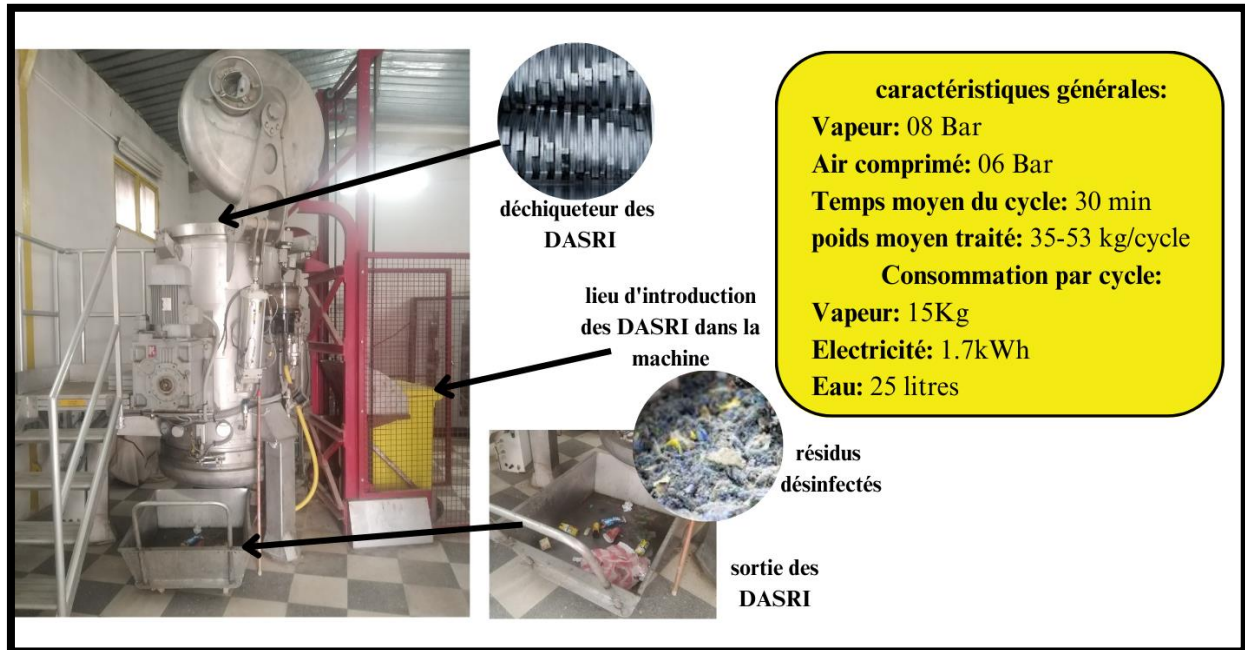 déchiqueteur des
DASRI
lieu d'introduction
des DASRI dans la
machine
résidus
désinfectés
sortie des
DASRI
caractéristiques générales:
Vapeur: 08 Bar
Air comprimé: 06 Bar
Temps moyen du cycle: 30 min
poids moyen traité: 35-53 kg/cycle
Consommation par cycle:
Vapeur: 15Kg
Electricité: 1.7kWh
Eau: 25 litres